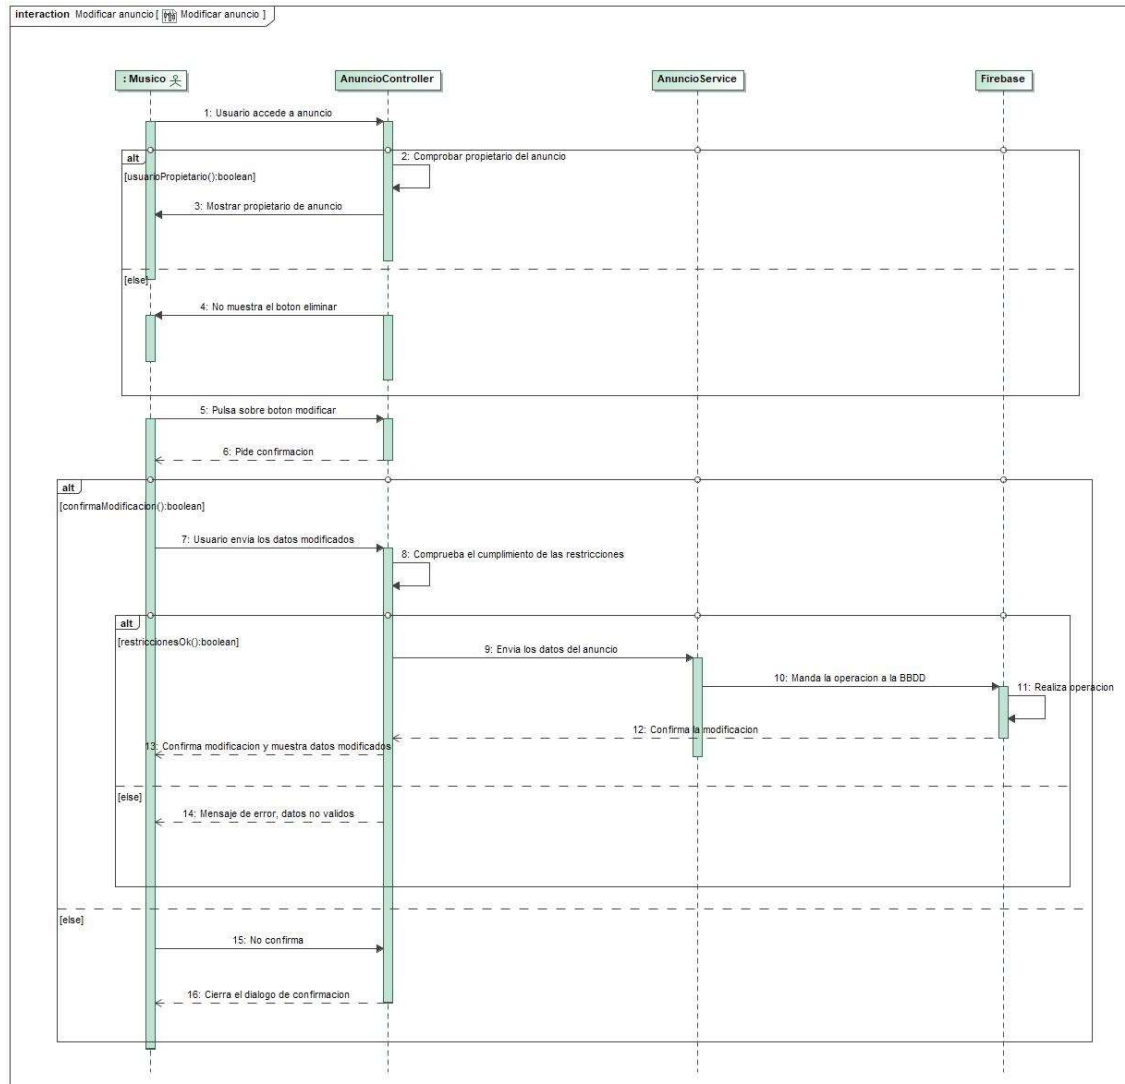 interaction Modificar anuncio [ Modificar anuncio ]
: Musico
AnuncioController
AnuncioService
Firebase
1: Usuario accede a anuncio
alt
2: Comprobar propietario del anuncio
[usuarioPropietario():boolean]
3: Mostrar propietario de anuncio
[else]
4: No muestra el boton eliminar
5: Pulsa sobre boton modificar
6: Pide confirmacion
alt
[confirmaModificacion():boolean]
7: Usuario envia los datos modificados
8: Comprueba el cumplimiento de las restricciones
alt
[restriccionesOk():boolean]
9: Envia los datos del anuncio
10: Manda la operacion a la BBDD
11: Realiza operacion
12: Confirma la modificacion
13: Confirma modificacion y muestra datos modificados
[else]
14: Mensaje de error, datos no validos
[else]
15: No confirma
16: Cierra el dialogo de confirmacion